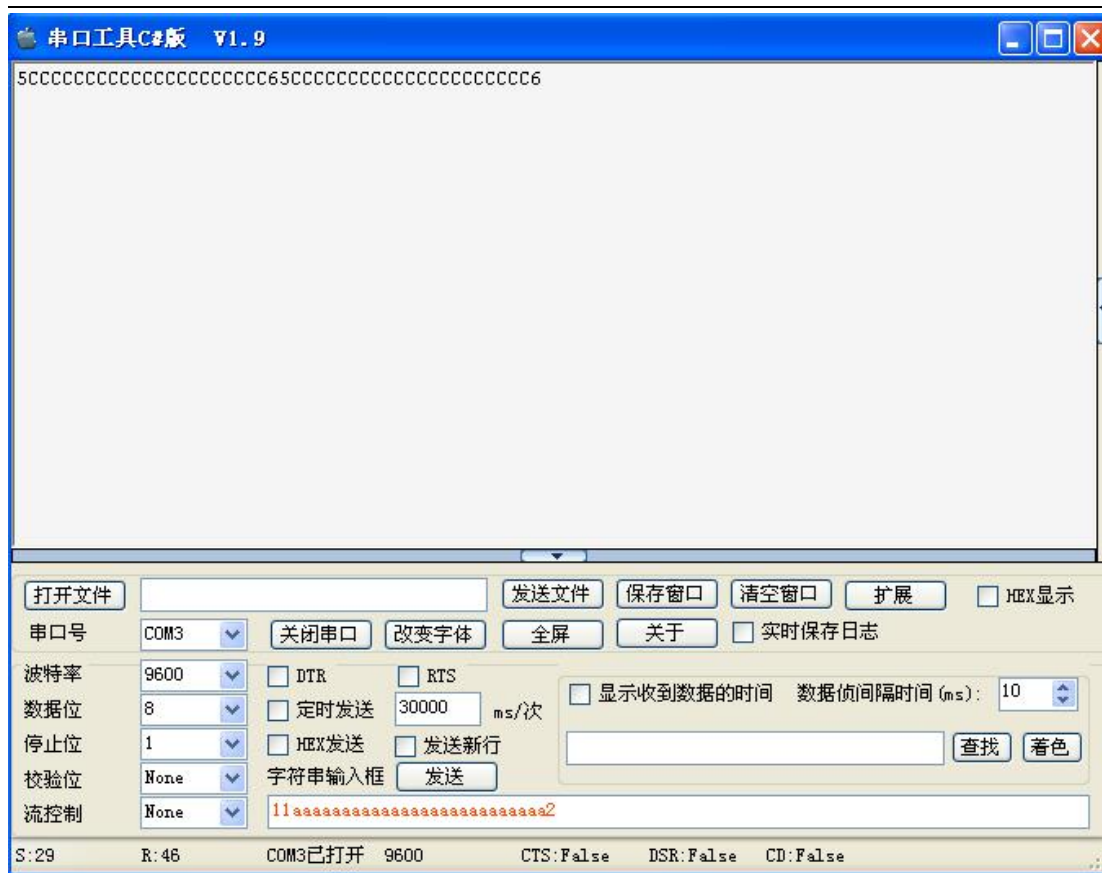 串口工具C#版 V1.9
5CCCCCCCCCCCCCCCCCCCCC65CCCCCCCCCCCCCCCCCCCCC6
打开文件 发送文件 保存窗口 清空窗口 扩展 HEX显示
串口号 COM3 关闭串口 改变字体 全屏 关于 实时保存日志
波特率 9600 DTR RTS
显示收到数据的时间 数据侦间隔时间(ms): 10
数据位 8 定时发送 30000 ms/次
停止位 1 HEX发送 发送新行 查找 着色
校验位 None 字符串输入框 发送
流控制 None 11aaaaaaaaaaaaaaaaaaaaaaaaaa2
S:29 R:46 COM3已打开 9600 CTS:False DSR:False CD:False